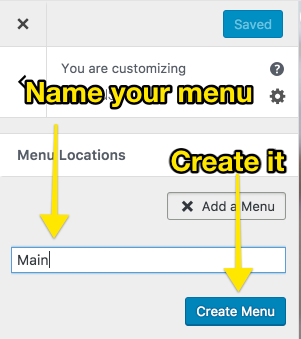 Saved
You are customizing
Name your menu
Menu Locations
Create it
Add a Menu
Main
Create Menu